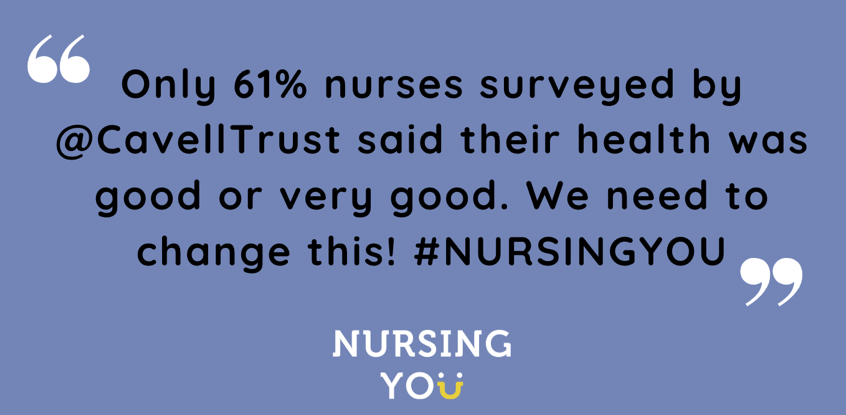 “ Only 61% nurses surveyed by
@CavellTrust said their health was
good or very good. We need to
change this! #NURSINGYOU ”
NURSING
YOU